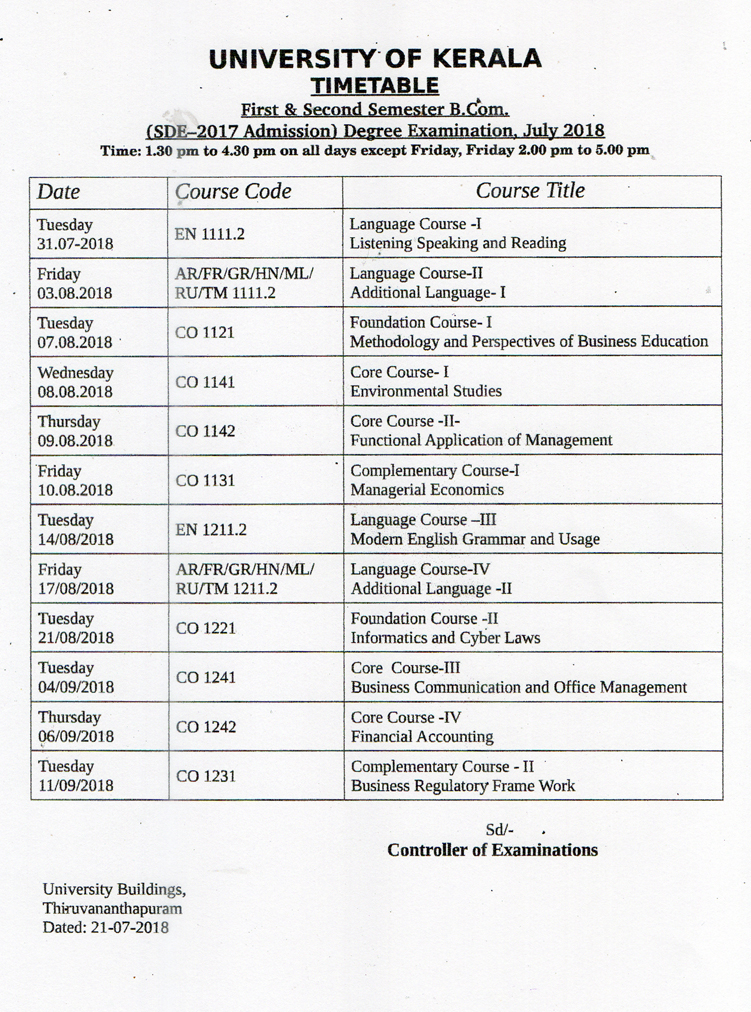 UNIVERSITY OF KERALA
TIMETABLE
First & Second Semester B.Com.
(SDE–2017 Admission) Degree Examination, July 2018
Time: 1.30 pm to 4.30 pm on all days except Friday, Friday 2.00 pm to 5.00 pm
Date Course Code Course Title
Tuesday
31.07-2018
EN 1111.2
Language Course -I
Listening Speaking and Reading
Friday
03.08.2018
AR/FR/GR/HN/ML/
RU/TM 1111.2
Language Course-II
Additional Language- I
Tuesday
07.08.2018
CO 1121
Foundation Course- I
Methodology and Perspectives of Business Education
Wednesday
08.08.2018
CO 1141
Core Course- I
Environmental Studies
Thursday
09.08.2018
CO 1142
Core Course -II-
Functional Application of Management
Friday
10.08.2018
CO 1131
Complementary Course-I
Managerial Economics
Tuesday
14/08/2018
EN 1211.2
Language Course –III
Modern English Grammar and Usage
Friday
17/08/2018
AR/FR/GR/HN/ML/
RU/TM 1211.2
Language Course-IV
Additional Language -II
Tuesday
21/08/2018
CO 1221
Foundation Course -II
Informatics and Cyber Laws
Tuesday
04/09/2018
CO 1241
Core Course-III
Business Communication and Office Management
Thursday
06/09/2018
CO 1242
Core Course -IV
Financial Accounting
Tuesday
11/09/2018
CO 1231
Complementary Course - II
Business Regulatory Frame Work
Sd/-
Controller of Examinations
University Buildings,
Thiruvananthapuram
Dated: 21-07-2018